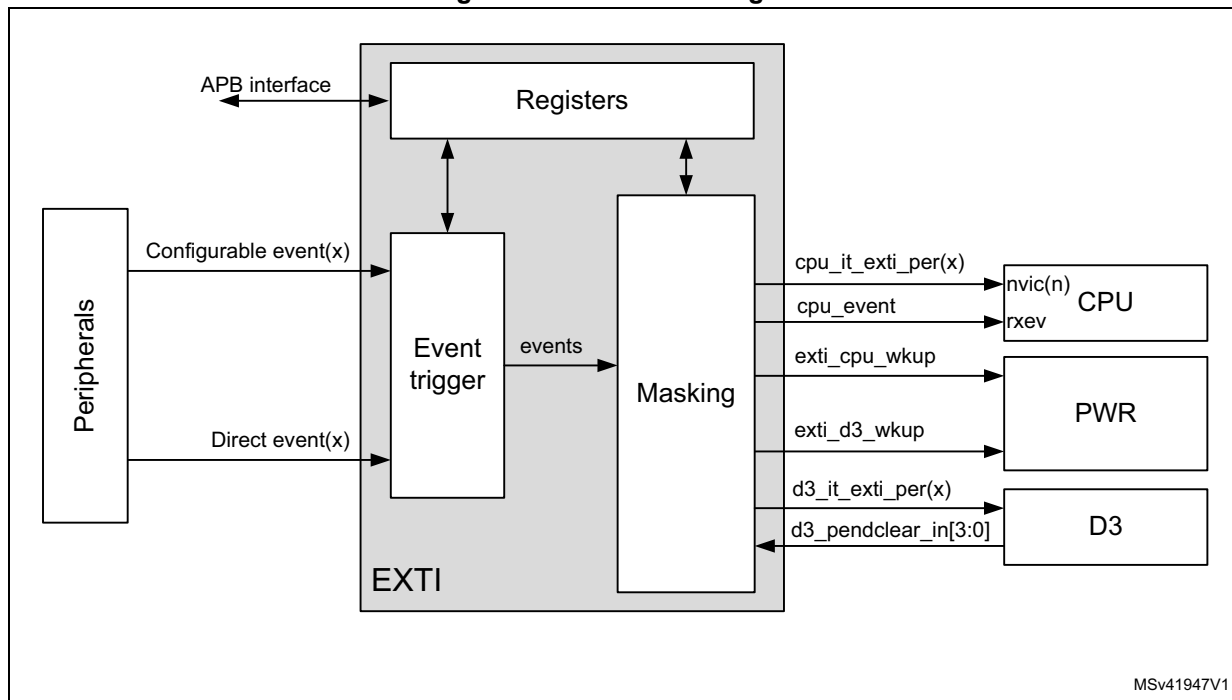 APB interface
Registers
Peripherals
Configurable event(x)
Direct event(x)
Event
trigger
events
Masking
EXTI
cpu_it_exti_per(x)
nvic(n)
CPU
cpu_event
rxev
exti_cpu_wkup
PWR
exti_d3_wkup
d3_it_exti_per(x)
D3
d3_pendclear_in[3:0]
MSv41947V1